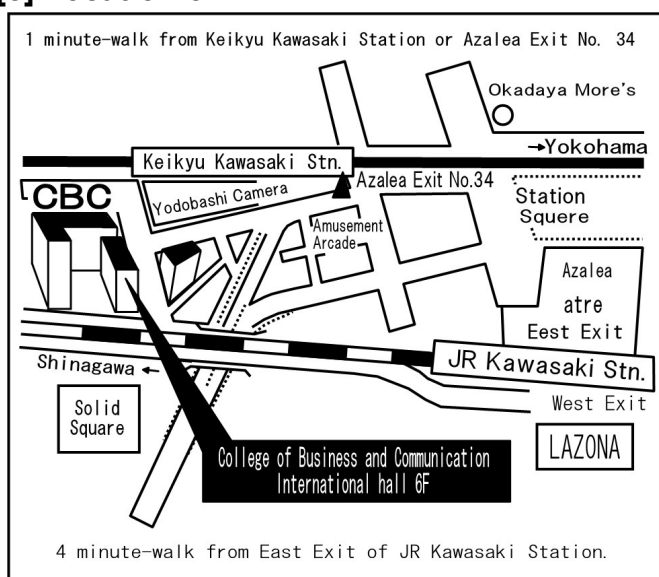 1 minute-walk from Keikyu Kawasaki Station or Azalea Exit No. 34
Okadaya More's
→Yokohama
Keikyu Kawasaki Stn.
Azalea Exit No.34
CBC
Yodobashi Camera
Station
Squere
Amusement
Arcade
Azalea
atre
Eest Exit
JR Kawasaki Stn.
Shinagawa ←
West Exit
Solid
Square
LAZONA
College of Business and Communication
International hall 6F
4 minute-walk from East Exit of JR Kawasaki Station.